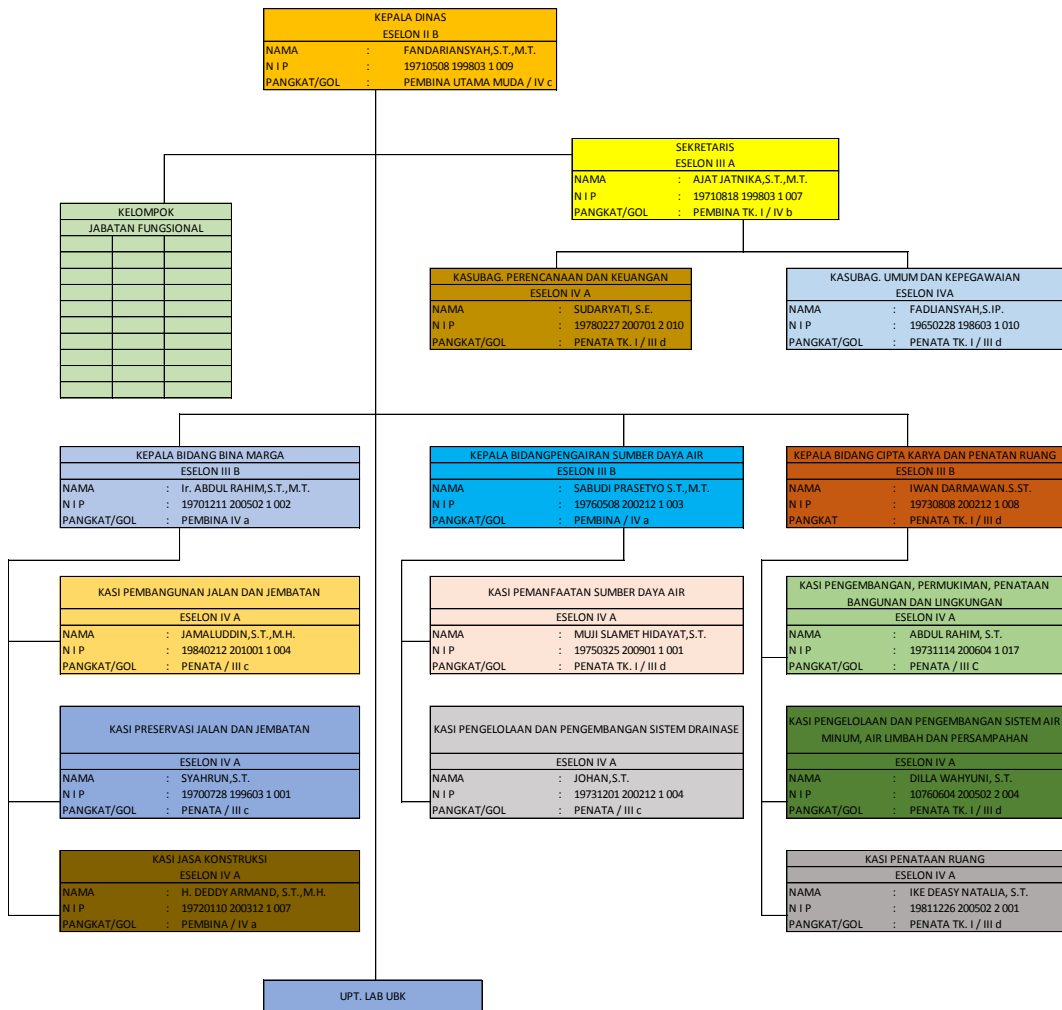 KEPALA DINAS
ESELON II B
NAMA : FANDARIANSYAH,S.T.,M.T.
N I P : 19710508 199803 1 009
PANGKAT/GOL : PEMBINA UTAMA MUDA / IV c
SEKRETARIS
ESELON III A
NAMA : AJAT JATNIKA,S.T.,M.T.
N I P : 19710818 199803 1 007
PANGKAT/GOL : PEMBINA TK. I / IV b
KELOMPOK
JABATAN FUNGSIONAL
KASUBAG. PERENCANAAN DAN KEUANGAN
ESELON IV A
NAMA : SUDARYATI, S.E.
N I P : 19780227 200701 2 010
PANGKAT/GOL : PENATA TK. I / III d
KASUBAG. UMUM DAN KEPEGAWAIAN
ESELON IVA
NAMA : FADLIANSYAH,S.IP.
N I P : 19650228 198603 1 010
PANGKAT/GOL : PENATA TK. I / III d
KEPALA BIDANG BINA MARGA
ESELON III B
NAMA : Ir. ABDUL RAHIM,S.T.,M.T.
N I P : 19701211 200502 1 002
PANGKAT/GOL : PEMBINA IV a
KEPALA BIDANGPENGAIRAN SUMBER DAYA AIR
ESELON III B
NAMA : SABUDI PRASETYO S.T.,M.T.
N I P : 19760508 200212 1 003
PANGKAT/GOL : PEMBINA / IV a
KEPALA BIDANG CIPTA KARYA DAN PENATAN RUANG
ESELON III B
NAMA : IWAN DARMAWAN.S.ST.
N I P : 19730808 200212 1 008
PANGKAT : PENATA TK. I / III d
KASI PEMBANGUNAN JALAN DAN JEMBATAN
ESELON IV A
NAMA : JAMALUDDIN,S.T.,M.H.
N I P : 19840212 201001 1 004
PANGKAT/GOL : PENATA / III c
KASI PEMANFAATAN SUMBER DAYA AIR
ESELON IV A
NAMA : MUJI SLAMET HIDAYAT,S.T.
N I P : 19750325 200901 1 001
PANGKAT/GOL : PENATA TK. I / III d
KASI PENGEMBANGAN, PERMUKIMAN, PENATAAN
BANGUNAN DAN LINGKUNGAN
ESELON IV A
NAMA : ABDUL RAHIM, S.T.
N I P : 19731114 200604 1 017
PANGKAT/GOL : PENATA / III C
KASI PRESERVASI JALAN DAN JEMBATAN
ESELON IV A
NAMA : SYAHRUN,S.T.
N I P : 19700728 199603 1 001
PANGKAT/GOL : PENATA / III c
KASI PENGELOLAAN DAN PENGEMBANGAN SISTEM DRAINASE
ESELON IV A
NAMA : JOHAN,S.T.
N I P : 19731201 200212 1 004
PANGKAT/GOL : PENATA / III c
KASI PENGELOLAAN DAN PENGEMBANGAN SISTEM AIR
MINUM, AIR LIMBAH DAN PERSAMPAHAN
ESELON IV A
NAMA : DILLA WAHYUNI, S.T.
N I P : 10760604 200502 2 004
PANGKAT/GOL : PENATA TK. I / III d
KASI JASA KONSTRUKSI
ESELON IV A
NAMA : H. DEDDY ARMAND, S.T.,M.H.
N I P : 19720110 200312 1 007
PANGKAT/GOL : PEMBINA / IV a
KASI PENATAAN RUANG
ESELON IV A
NAMA : IKE DEASY NATALIA, S.T.
N I P : 19811226 200502 2 001
PANGKAT/GOL : PENATA TK. I / III d
UPT. LAB UBK